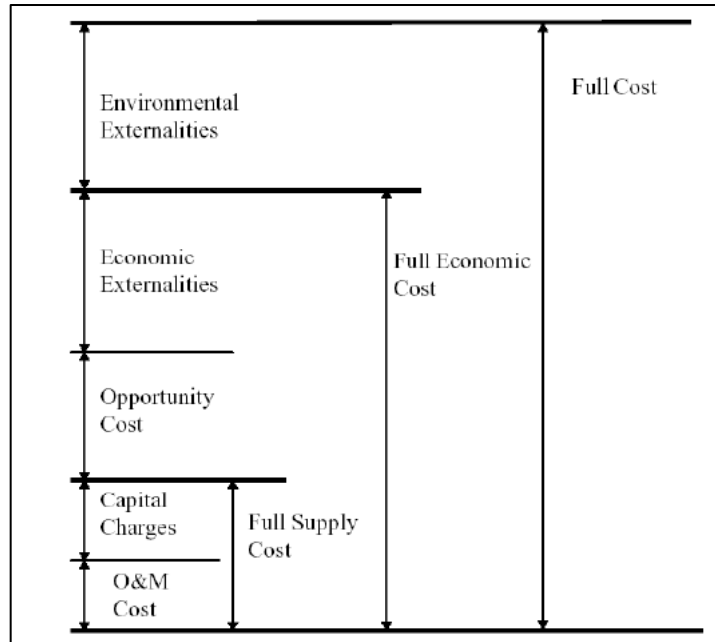 Environmental
Externalities
Full Cost
Economic
Externalities
Full Economic
Cost
Opportunity
Cost
Capital
Charges
Full Supply
Cost
O&M
Cost